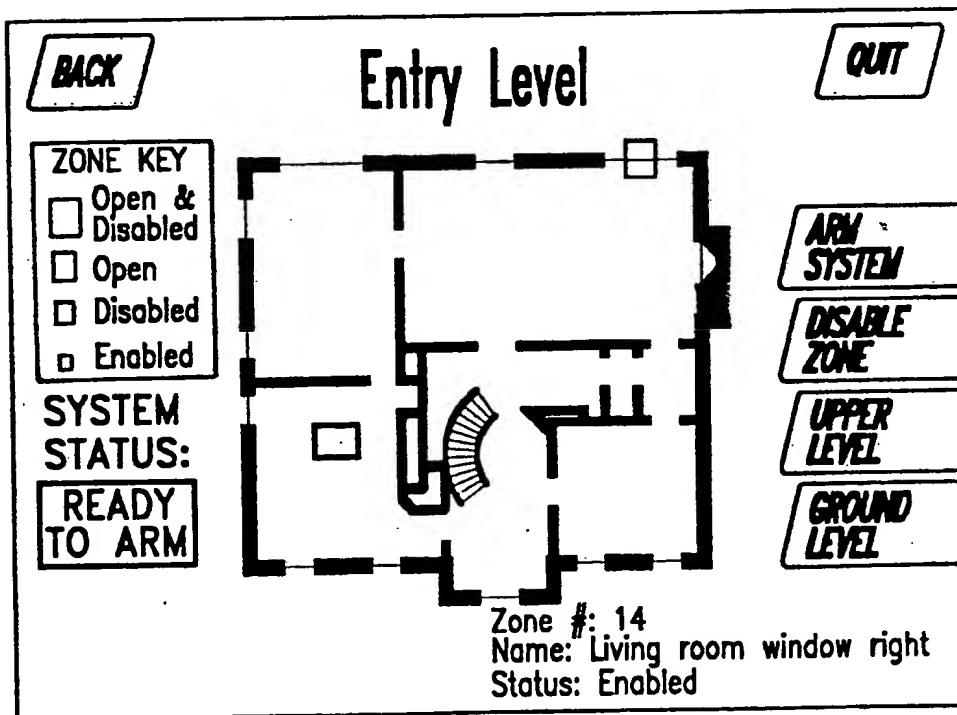 BACK
Entry Level
QUIT
ZONE KEY
Open &
Disabled
Open
Disabled
Enabled
SYSTEM
STATUS:
READY
TO ARM
ARM
SYSTEM
DISABLE
ZONE
UPPER
LEVEL
GROUND
LEVEL
Zone #: 14
Name: Living room window right
Status: Enabled